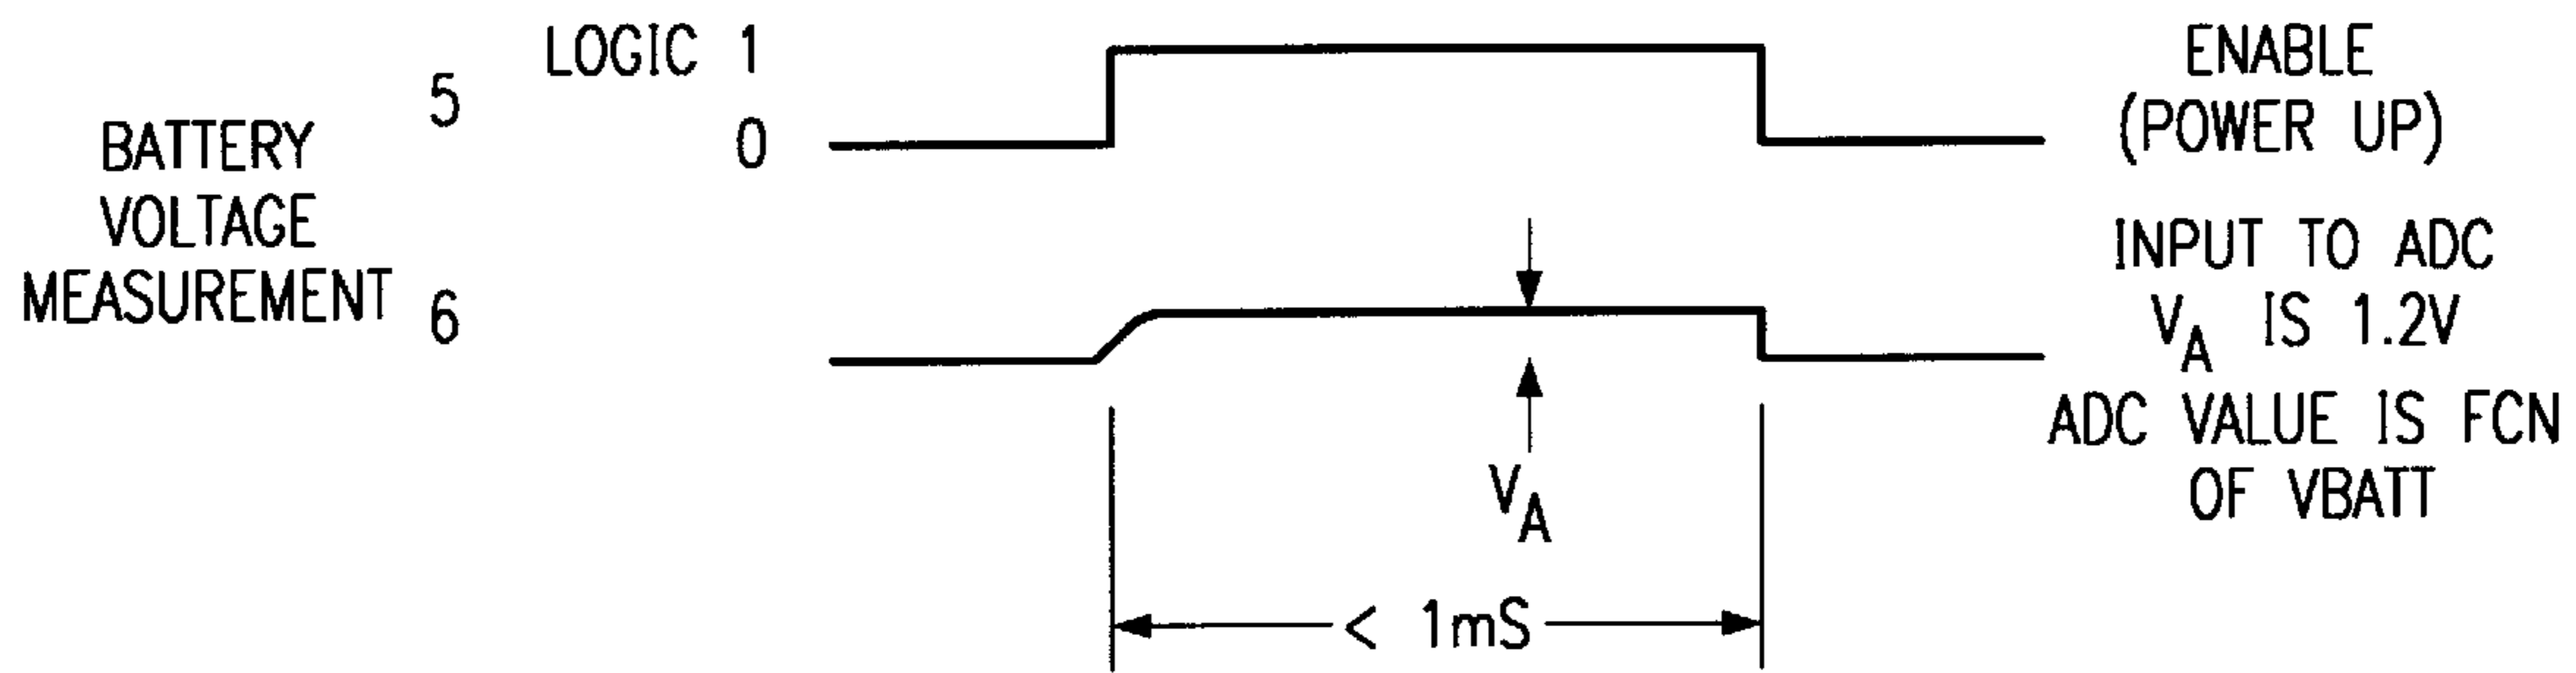 BATTERY
VOLTAGE
MEASUREMENT
5
LOGIC 1
0
ENABLE
(POWER UP)
6
INPUT TO ADC
VA IS 1.2V
ADC VALUE IS FCN
OF VBATT
VA
< 1mS